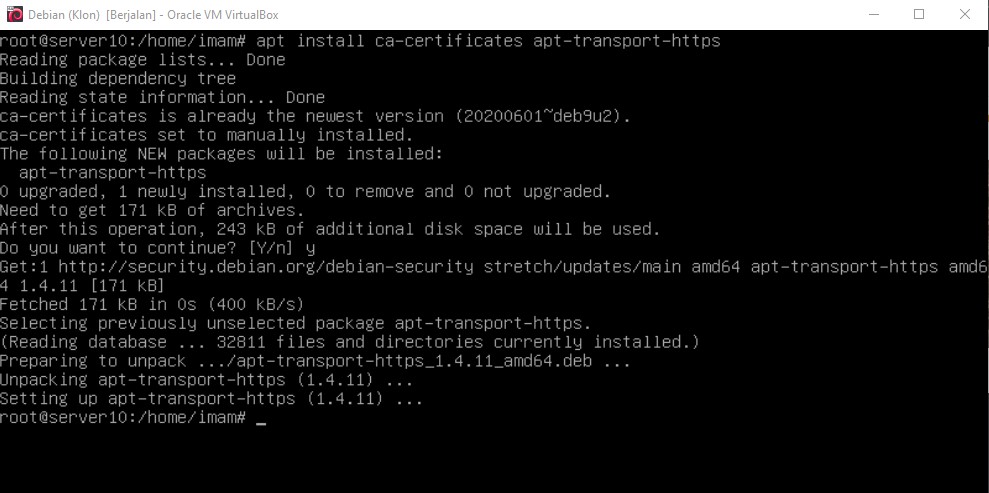 Debian (Klon) [Berjalan] - Oracle VM VirtualBox
root@server10:/home/imam# apt install ca-certificates apt-transport-https
Reading package lists... Done
Building dependency tree
Reading state information... Done
ca-certificates is already the newest version (20200601~deb9u2).
ca-certificates set to manually installed.
The following NEW packages will be installed:
  apt-transport-https
0 upgraded, 1 newly installed, 0 to remove and 0 not upgraded.
Need to get 171 kB of archives.
After this operation, 243 kB of additional disk space will be used.
Do you want to continue? [Y/n] y
Get:1 http://security.debian.org/debian-security stretch/updates/main amd64 apt-transport-https amd6
4 1.4.11 [171 kB]
Fetched 171 kB in 0s (400 kB/s)
Selecting previously unselected package apt-transport-https.
(Reading database ... 32811 files and directories currently installed.)
Preparing to unpack .../apt-transport-https_1.4.11_amd64.deb ...
Unpacking apt-transport-https (1.4.11) ...
Setting up apt-transport-https (1.4.11) ...
root@server10:/home/imam# _